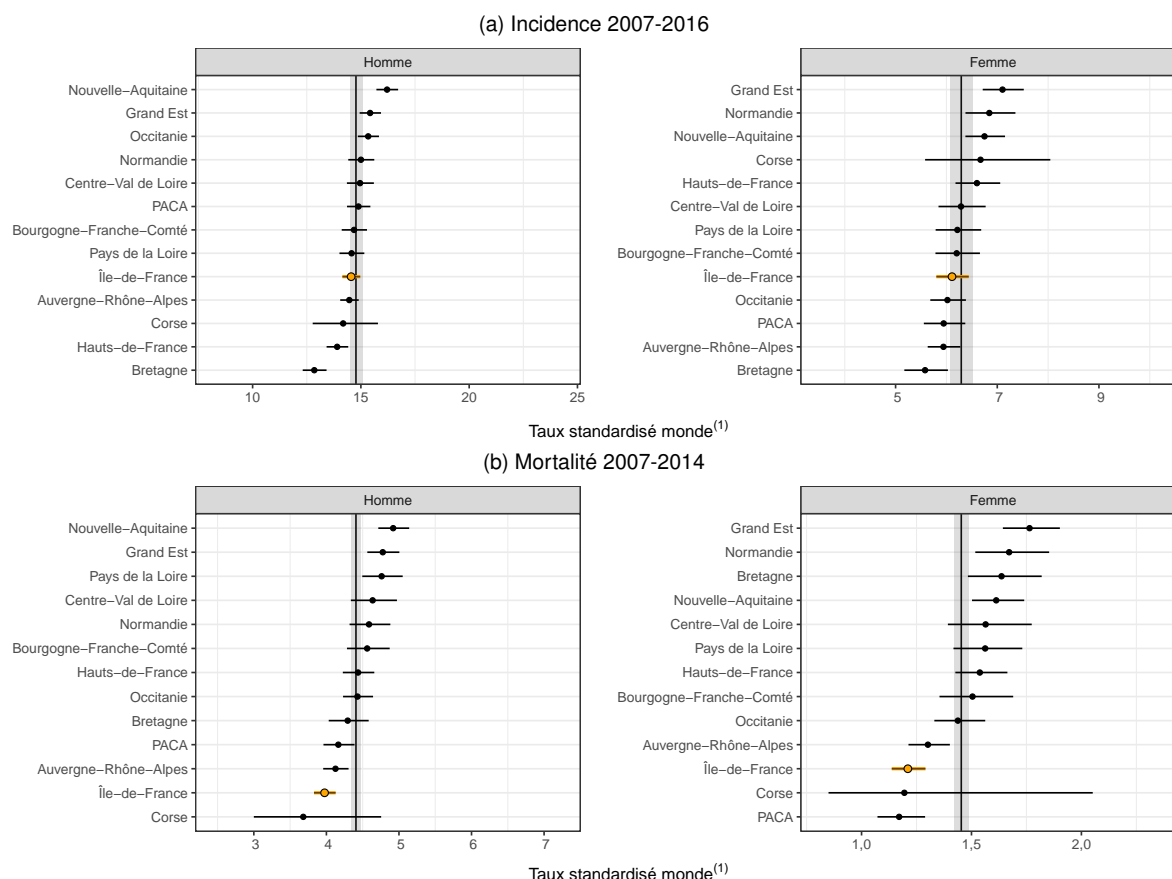 (a) Incidence 2007-2016
Homme
Nouvelle−Aquitaine
Grand Est
Occitanie
Normandie
Centre−Val de Loire
PACA
Bourgogne−Franche−Comté
Pays de la Loire
Île−de−France
Auvergne−Rhône−Alpes
Corse
Hauts−de−France
Bretagne
10 15 20 25
Femme
Grand Est
Normandie
Nouvelle−Aquitaine
Corse
Hauts−de−France
Centre−Val de Loire
Pays de la Loire
Bourgogne−Franche−Comté
Île−de−France
Occitanie
PACA
Auvergne−Rhône−Alpes
Bretagne
5 7 9
Taux standardisé monde(1)
(b) Mortalité 2007-2014
Homme
Nouvelle−Aquitaine
Grand Est
Pays de la Loire
Centre−Val de Loire
Normandie
Bourgogne−Franche−Comté
Hauts−de−France
Occitanie
Bretagne
PACA
Auvergne−Rhône−Alpes
Île−de−France
Corse
3 4 5 6 7
Femme
Grand Est
Normandie
Bretagne
Nouvelle−Aquitaine
Centre−Val de Loire
Pays de la Loire
Hauts−de−France
Bourgogne−Franche−Comté
Occitanie
Auvergne−Rhône−Alpes
Île−de−France
Corse
PACA
1,0 1,5 2,0
Taux standardisé monde(1)